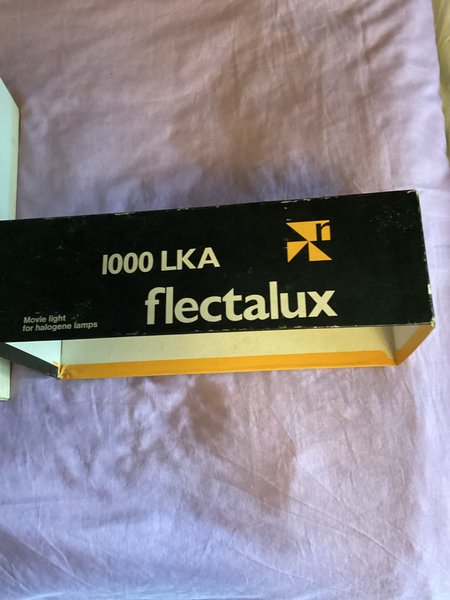 1000 LKA
flectalux
Movie light
for halogene lamps